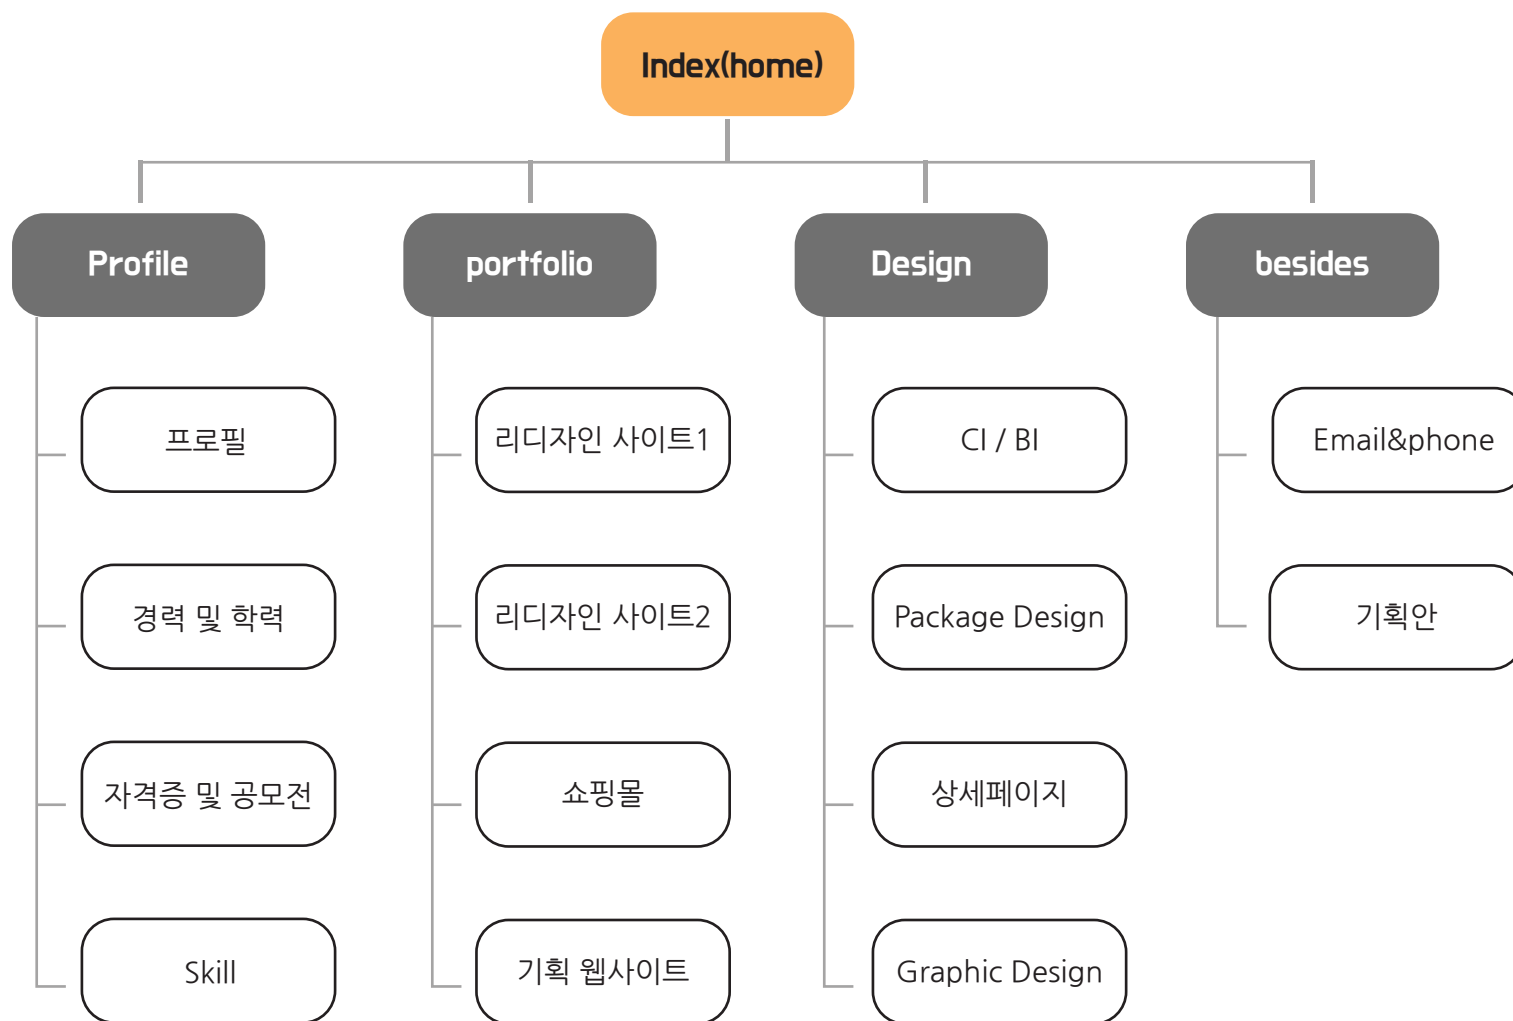 Index(home)
Profile
portfolio
Design
besides
프로필
리디자인 사이트1
CI / BI
Email&phone
경력 및 학력
리디자인 사이트2
Package Design
기획안
자격증 및 공모전
쇼핑몰
상세페이지
Skill
기획 웹사이트
Graphic Design